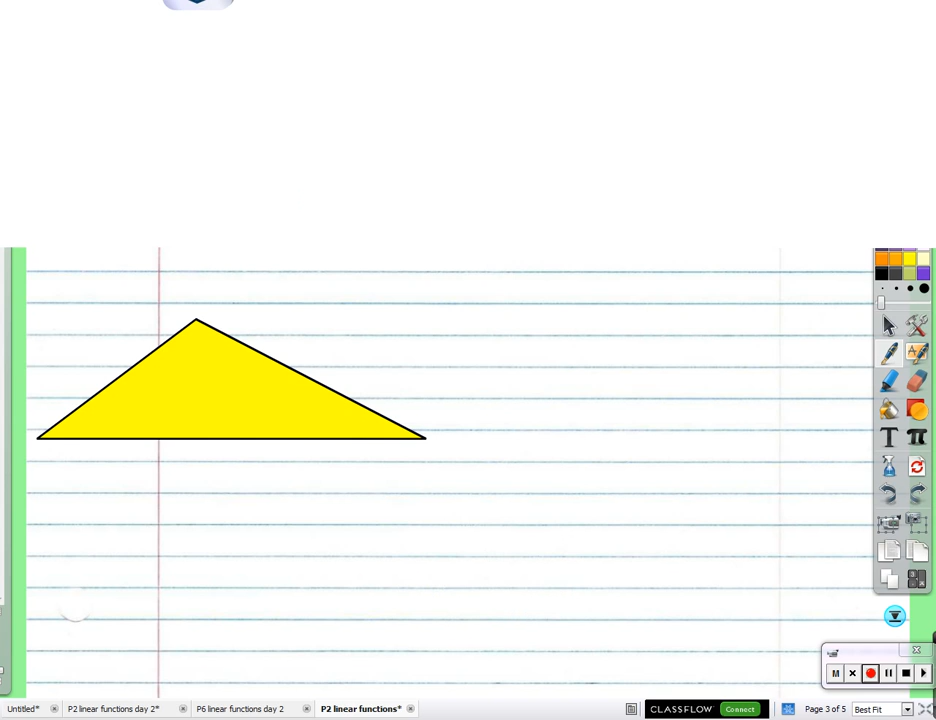 T π
M
Untitled* P2 linear functions day 2* P6 linear functions day 2 P2 linear functions* CLASSFLOW Connect Page 3 of 5 Best Fit